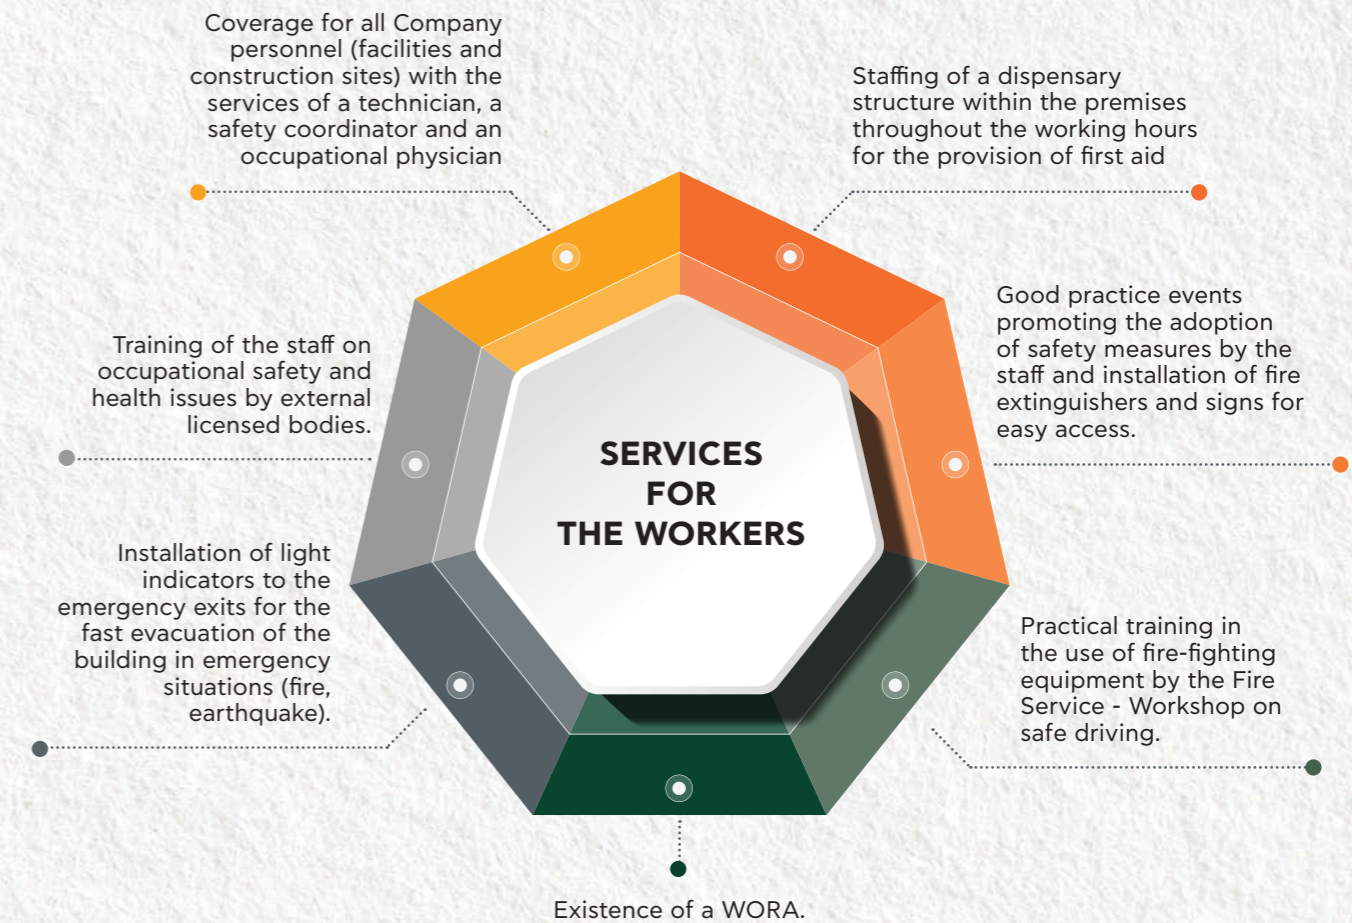 Coverage for all Company
personnel (facilities and
construction sites) with the
services of a technician, a
safety coordinator and an
occupational physician
Staffing of a dispensary
structure within the premises
throughout the working hours
for the provision of first aid
Good practice events
promoting the adoption
of safety measures by the
staff and installation of fire
extinguishers and signs for
easy access.
Training of the staff on
occupational safety and
health issues by external
licensed bodies.
SERVICES
FOR
THE WORKERS
Installation of light
indicators to the
emergency exits for the
fast evacuation of the
building in emergency
situations (fire,
earthquake).
Practical training in
the use of fire-fighting
equipment by the Fire
Service - Workshop on
safe driving.
Existence of a WORA.